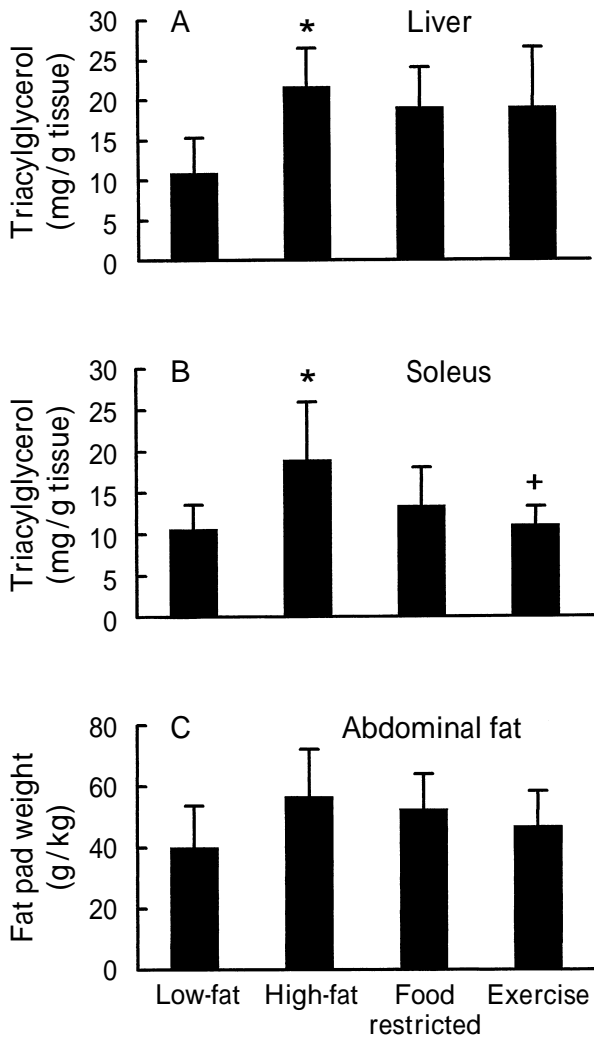 A * Liver
Triacylglycerol
(mg/g tissue)
30
25
20
15
10
5
0
B * Soleus
+
Triacylglycerol
(mg/g tissue)
30
25
20
15
10
5
0
C Abdominal fat
Fat pad weight
(g/kg)
80
60
40
20
0
Low-fat High-fat Food Exercise
restricted